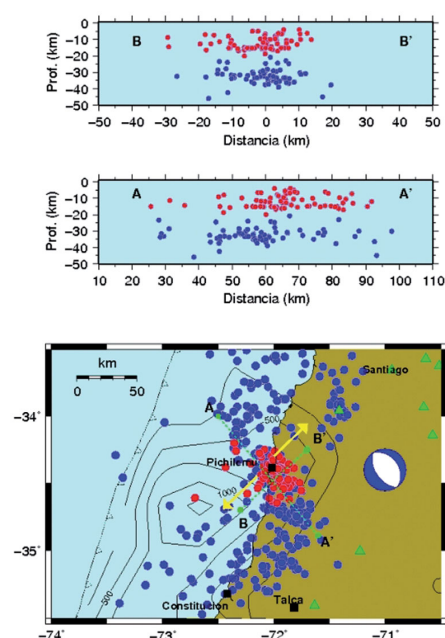 0
-10
-20
-30
-40
-50
Prof. (km)
B
B'
-50 -40 -30 -20 -10 0 10 20 30 40 50
Distancia (km)
0
-10
-20
-30
-40
-50
Prof. (km)
A
A'
10 20 30 40 50 60 70 80 90 100 110
Distancia (km)
km
0 50
Santiago
-34°
A
500
B'
Pichilemu
1000
B
-35°
A'
500
Constitución
Talca
-74° -73° -72° -71°